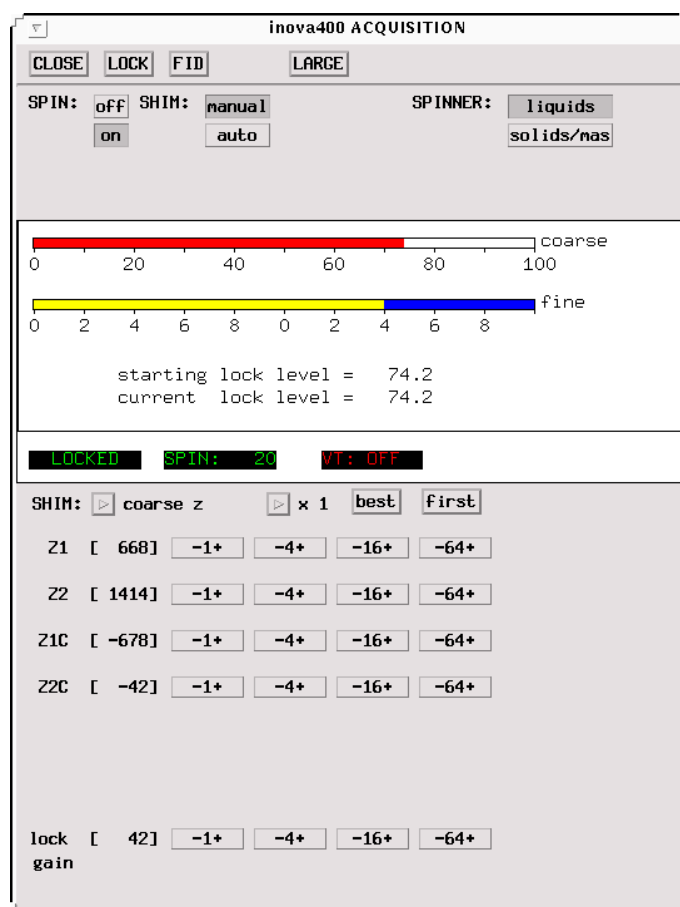 inova400 ACQUISITION
CLOSE LOCK FID LARGE
SPIN: off SHIM: manual SPINNER: liquids
on auto solids/mas
coarse
0 20 40 60 80 100
fine
0 2 4 6 8 0 2 4 6 8
starting lock level = 74.2
current lock level = 74.2
LOCKED SPIN: 20 VT: OFF
SHIM: coarse z x 1 best first
Z1 [ 668] -1+ -4+ -16+ -64+
Z2 [ 1414] -1+ -4+ -16+ -64+
Z1C [ -678] -1+ -4+ -16+ -64+
Z2C [ -42] -1+ -4+ -16+ -64+
lock [ 42] -1+ -4+ -16+ -64+
gain